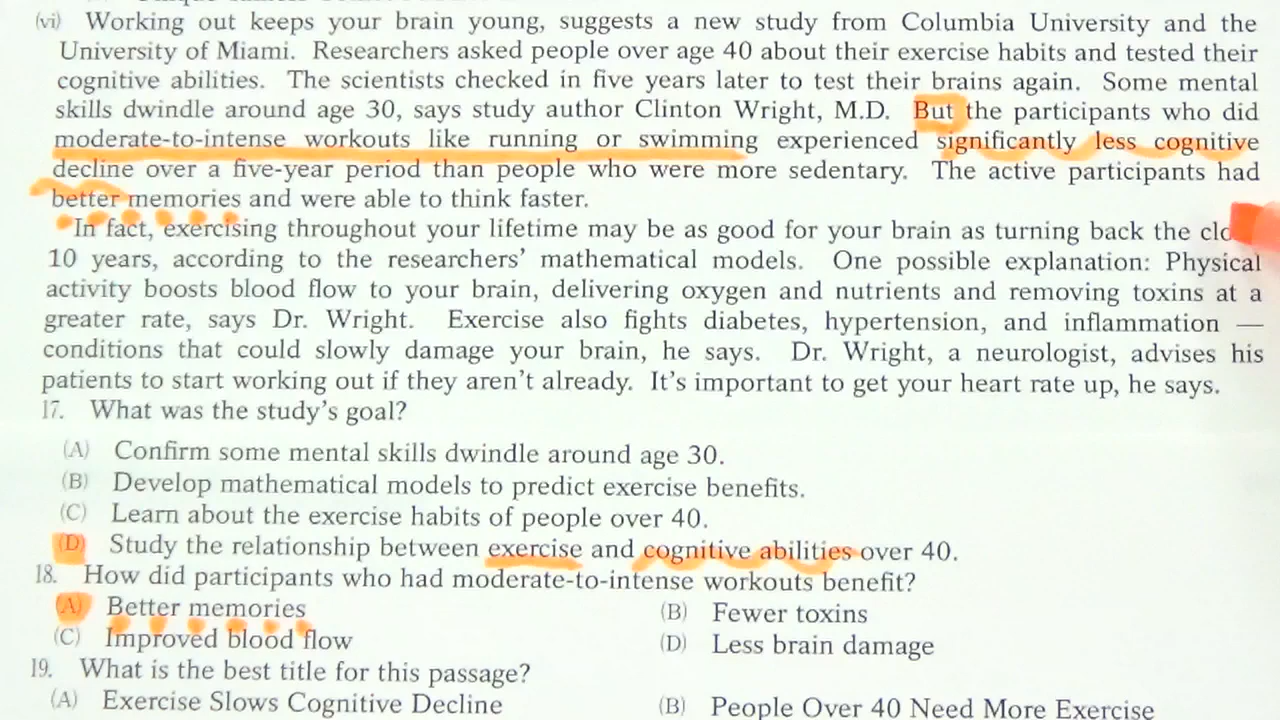 (vi) Working out keeps your brain young, suggests a new study from Columbia University and the
University of Miami. Researchers asked people over age 40 about their exercise habits and tested their
cognitive abilities. The scientists checked in five years later to test their brains again. Some mental
skills dwindle around age 30, says study author Clinton Wright, M.D. But the participants who did
moderate-to-intense workouts like running or swimming experienced significantly less cognitive
decline over a five-year period than people who were more sedentary. The active participants had
better memories and were able to think faster.
In fact, exercising throughout your lifetime may be as good for your brain as turning back the clo
10 years, according to the researchers' mathematical models. One possible explanation: Physical
activity boosts blood flow to your brain, delivering oxygen and nutrients and removing toxins at a
greater rate, says Dr. Wright. Exercise also fights diabetes, hypertension, and inflammation —
conditions that could slowly damage your brain, he says. Dr. Wright, a neurologist, advises his
patients to start working out if they aren't already. It's important to get your heart rate up, he says.
17. What was the study's goal?
(A) Confirm some mental skills dwindle around age 30.
(B) Develop mathematical models to predict exercise benefits.
(C) Learn about the exercise habits of people over 40.
(D) Study the relationship between exercise and cognitive abilities over 40.
18. How did participants who had moderate-to-intense workouts benefit?
(A) Better memories (B) Fewer toxins
(C) Improved blood flow (D) Less brain damage
19. What is the best title for this passage?
(A) Exercise Slows Cognitive Decline (B) People Over 40 Need More Exercise